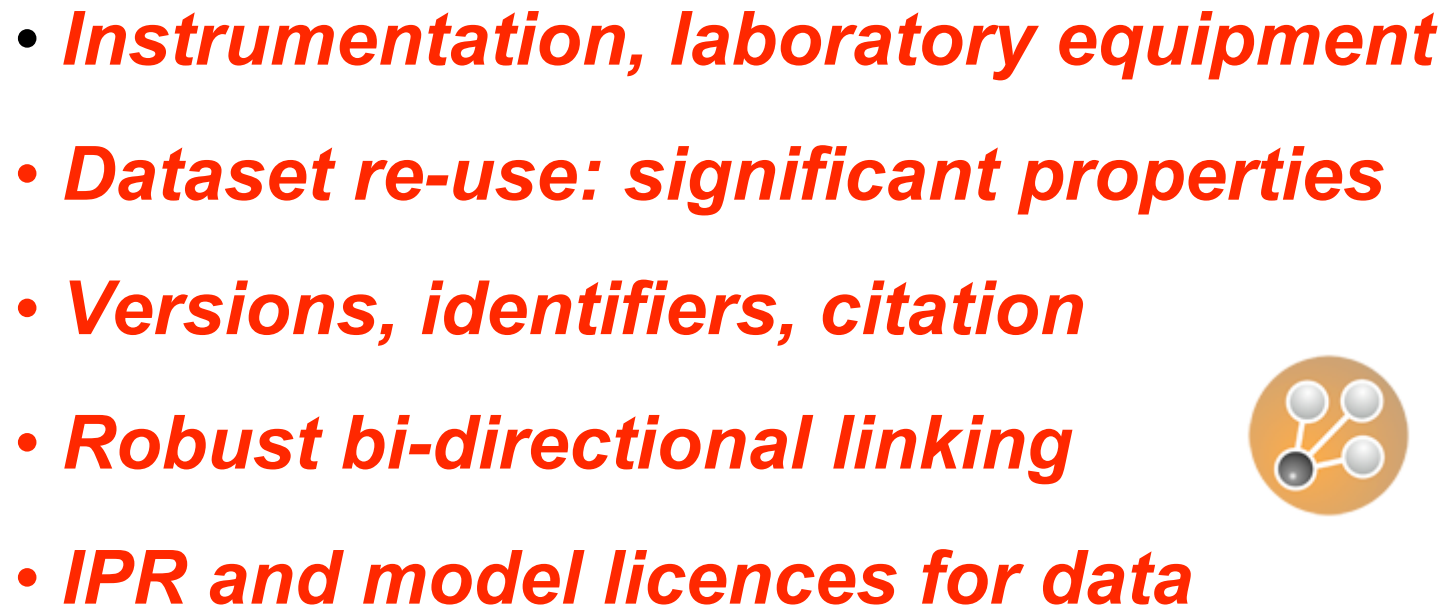 • Instrumentation, laboratory equipment
• Dataset re-use: significant properties
• Versions, identifiers, citation
• Robust bi-directional linking
• IPR and model licences for data